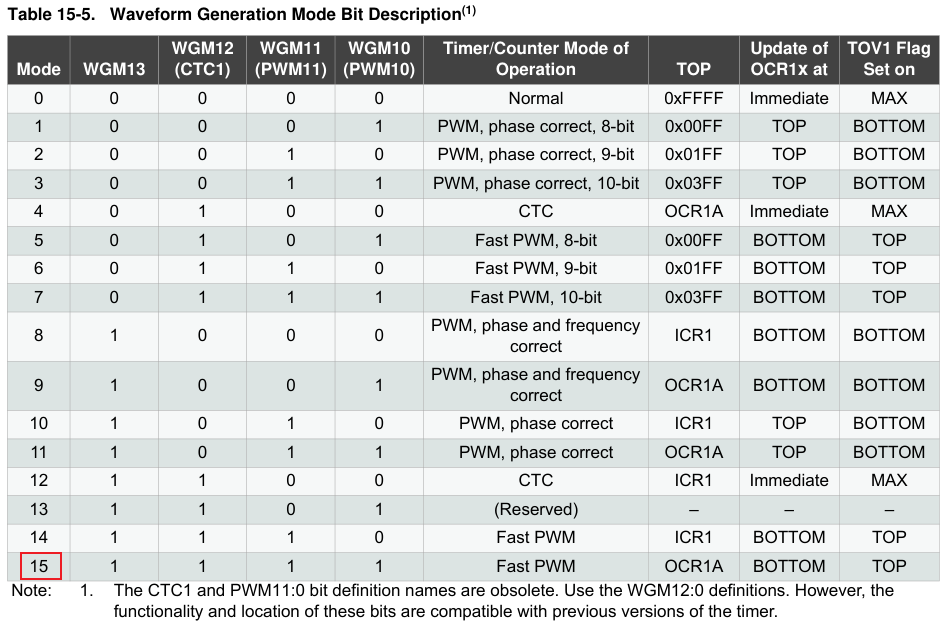 Table 15-5. Waveform Generation Mode Bit Description(1)
Mode WGM13 WGM12 (CTC1) WGM11 (PWM11) WGM10 (PWM10) Timer/Counter Mode of Operation TOP Update of OCR1x at TOV1 Flag Set on
0 0 0 0 0 Normal 0xFFFF Immediate MAX
1 0 0 0 1 PWM, phase correct, 8-bit 0x00FF TOP BOTTOM
2 0 0 1 0 PWM, phase correct, 9-bit 0x01FF TOP BOTTOM
3 0 0 1 1 PWM, phase correct, 10-bit 0x03FF TOP BOTTOM
4 0 1 0 0 CTC OCR1A Immediate MAX
5 0 1 0 1 Fast PWM, 8-bit 0x00FF BOTTOM TOP
6 0 1 1 0 Fast PWM, 9-bit 0x01FF BOTTOM TOP
7 0 1 1 1 Fast PWM, 10-bit 0x03FF BOTTOM TOP
8 1 0 0 0 PWM, phase and frequency correct ICR1 BOTTOM BOTTOM
9 1 0 0 1 PWM, phase and frequency correct OCR1A BOTTOM BOTTOM
10 1 0 1 0 PWM, phase correct ICR1 TOP BOTTOM
11 1 0 1 1 PWM, phase correct OCR1A TOP BOTTOM
12 1 1 0 0 CTC ICR1 Immediate MAX
13 1 1 0 1 (Reserved) – – –
14 1 1 1 0 Fast PWM ICR1 BOTTOM TOP
15 1 1 1 1 Fast PWM OCR1A BOTTOM TOP
Note: 1. The CTC1 and PWM11:0 bit definition names are obsolete. Use the WGM12:0 definitions. However, the
functionality and location of these bits are compatible with previous versions of the timer.